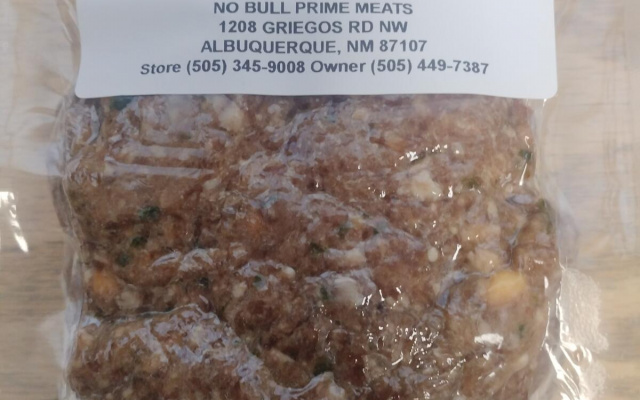 NO BULL PRIME MEATS
1208 GRIEGOS RD NW
ALBUQUERQUE, NM 87107
Store (505) 345-9008 Owner (505) 449-7387